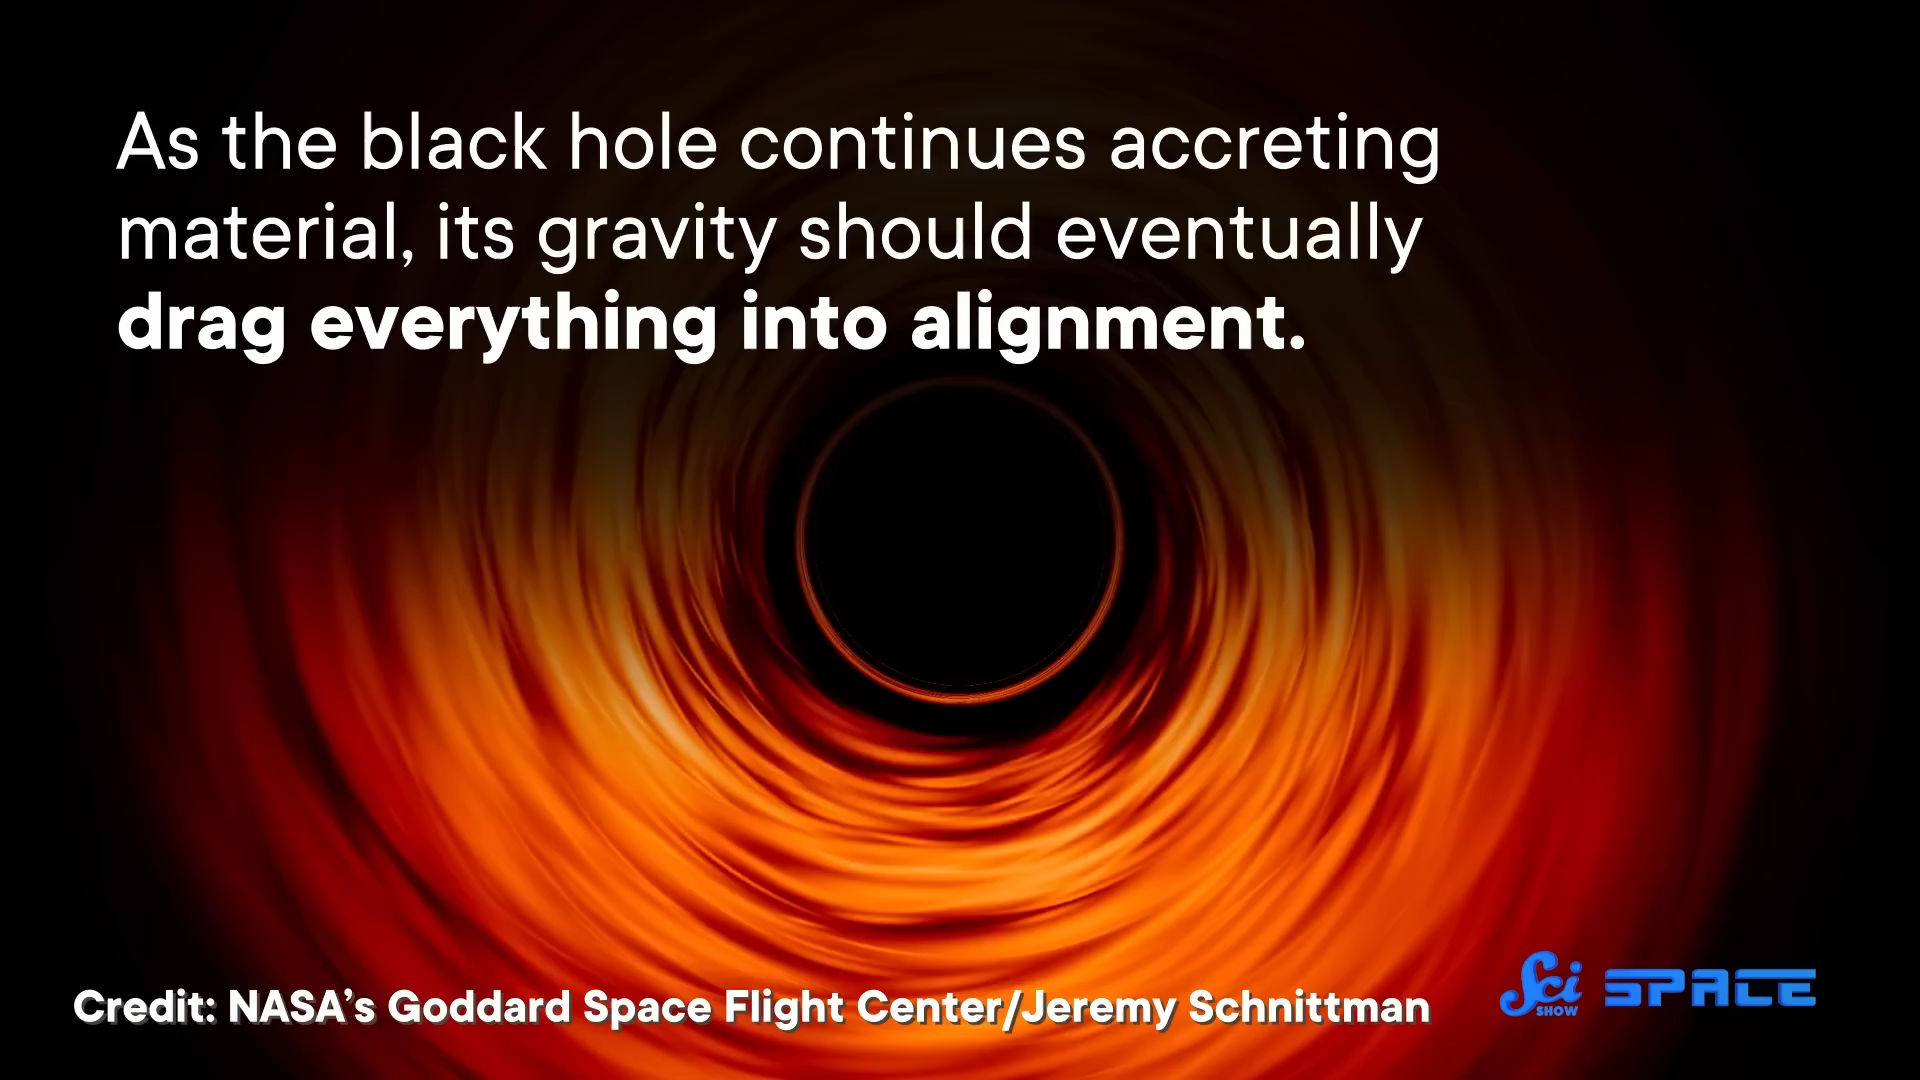 As the black hole continues accreting
material, its gravity should eventually
drag everything into alignment.
Credit: NASA’s Goddard Space Flight Center/Jeremy Schnittman
Sci SHOW SPACE